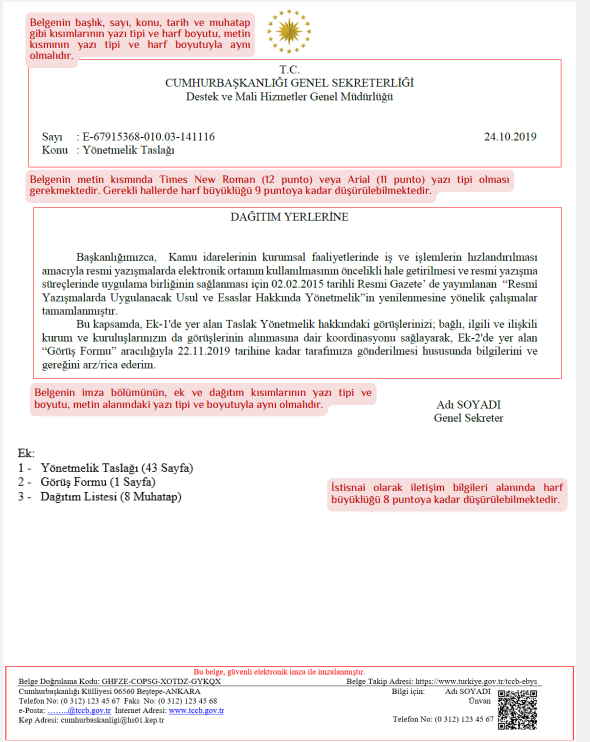 Belgenin başlık, sayı, konu, tarih ve muhatap
gibi kısımlarının yazı tipi ve harf boyutu, metin
kısmının yazı tipi ve harf boyutuyla aynı
olmalıdır.
T.C.
CUMHURBAŞKANLIĞI GENEL SEKRETERLİĞİ
Destek ve Mali Hizmetler Genel Müdürlüğü
Sayı : E-67915368-010.03-141116 24.10.2019
Konu : Yönetmelik Taslağı
Belgenin metin kısmında Times New Roman (12 punto) veya Arial (11 punto) yazı tipi olması
gerekmektedir. Gerekli hallerde harf büyüklüğü 9 puntoya kadar düşürülebilmektedir.
DAĞITIM YERLERİNE
Başkanlığımızca, Kamu idarelerinin kurumsal faaliyetlerinde iş ve işlemlerin hızlandırılması
amacıyla resmi yazışmalarda elektronik ortamın kullanılmasının öncelikli hale getirilmesi ve resmi yazışma
süreçlerinde uygulama birliğinin sağlanması için 02.02.2015 tarihli Resmi Gazete’ de yayımlanan “Resmî
Yazışmalarda Uygulanacak Usul ve Esaslar Hakkında Yönetmelik”in yenilenmesine yönelik çalışmalar
tamamlanmıştır.
Bu kapsamda, Ek-1'de yer alan Taslak Yönetmelik hakkındaki görüşlerinizi; bağlı, ilgili ve ilişkili
kurum ve kuruluşlarınızın da görüşlerinin alınmasına dair koordinasyonu sağlayarak, Ek-2'de yer alan
“Görüş Formu” aracılığıyla 22.11.2019 tarihine kadar tarafımıza gönderilmesi hususunda bilgilerini ve
gereğini arz/rica ederim.
Belgenin imza bölümünün, ek ve dağıtım kısımlarının yazı tipi ve
boyutu, metin alanındaki yazı tipi ve boyutuyla aynı olmalıdır.
Adı SOYADI
Genel Sekreter
Ek:
1 - Yönetmelik Taslağı (43 Sayfa)
2 - Görüş Formu (1 Sayfa)
3 - Dağıtım Listesi (8 Muhatap)
İstisnai olarak iletişim bilgileri alanında harf
büyüklüğü 8 puntoya kadar düşürülebilmektedir.
Bu belge, güvenli elektronik imza ile imzalanmıştır.
Belge Doğrulama Kodu: GHFZE-COPSG-XOTDZ-GYKQX Belge Takip Adresi: https://www.turkiye.gov.tr/tccb-ebys
Cumhurbaşkanlığı Külliyesi 06560 Beştepe-ANKARA Bilgi için: Adı SOYADI
Telefon No: (0 312) 123 45 67 Faks No: (0 312) 123 45 68 Ünvan
e-Posta: ........@tccb.gov.tr İnternet Adresi: www.tccb.gov.tr
Kep Adresi: cumhurbaskanligi@hs01.kep.tr Telefon No: (0 312) 123 45 67